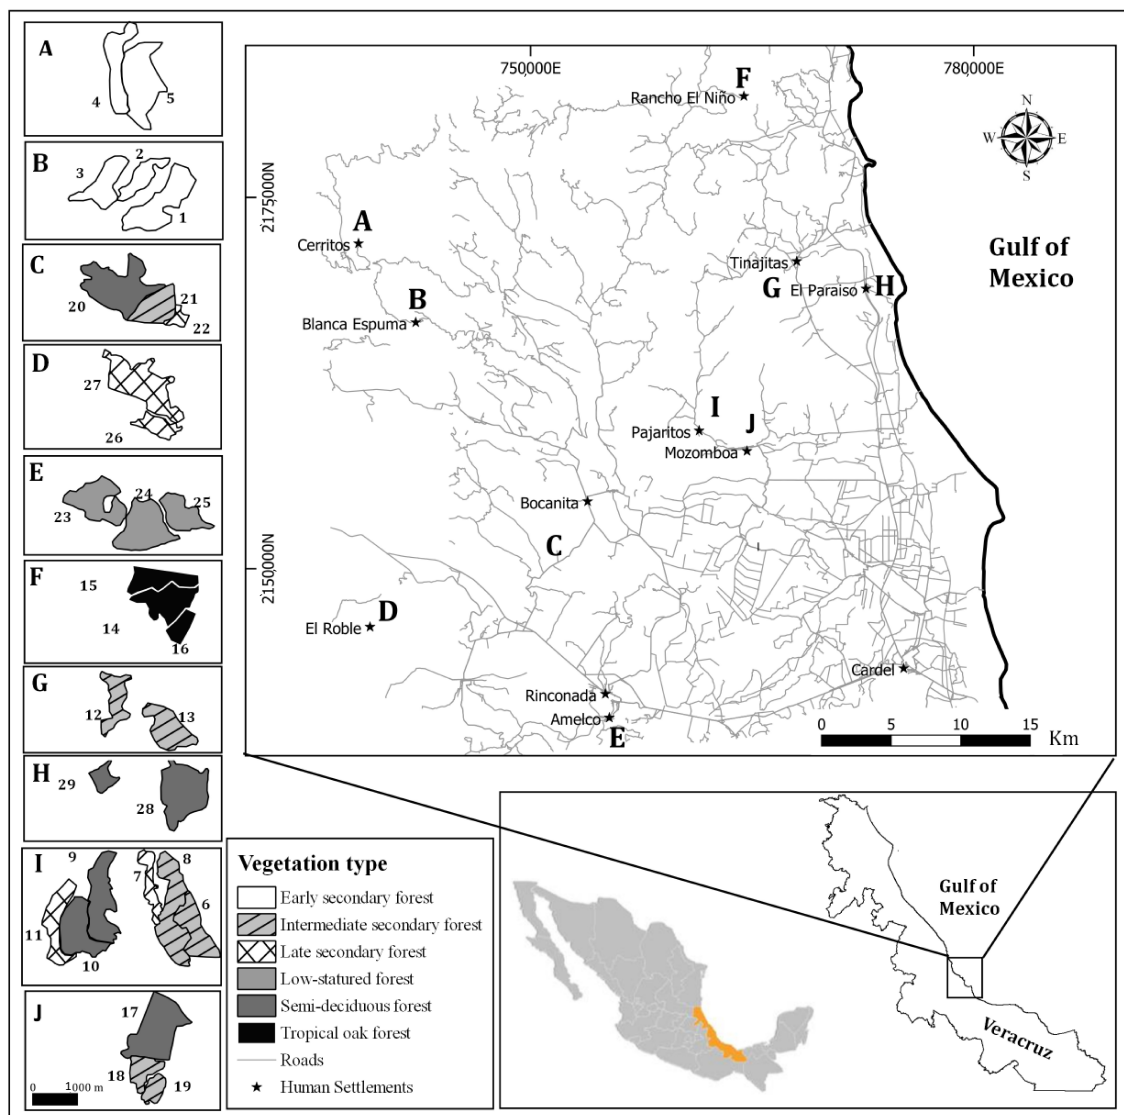 A
4
5
B
3
2
1
C
20
21
22
D
27
26
E
23
24
25
F
15
14
16
G
12
13
H
29
28
I
9
7
8
6
11
10
J
17
18
19
0 1000 m
750,000E
780,000E
2175000N
2150000N
F
Rancho El Niño
N
W E
S
Gulf of
Mexico
A
Cerritos
Tinajitas
G
El Paraiso
H
B
Blanca Espuma
I
Pajaritos
J
Mozomboa
Bocanita
C
El Roble
D
Cardel
Rinconada
Amelco
E
0 5 10 15
Km
Vegetation type
Early secondary forest
Intermediate secondary forest
Late secondary forest
Low-statured forest
Semi-deciduous forest
Tropical oak forest
Roads
Human Settlements
Gulf of
Mexico
Veracruz